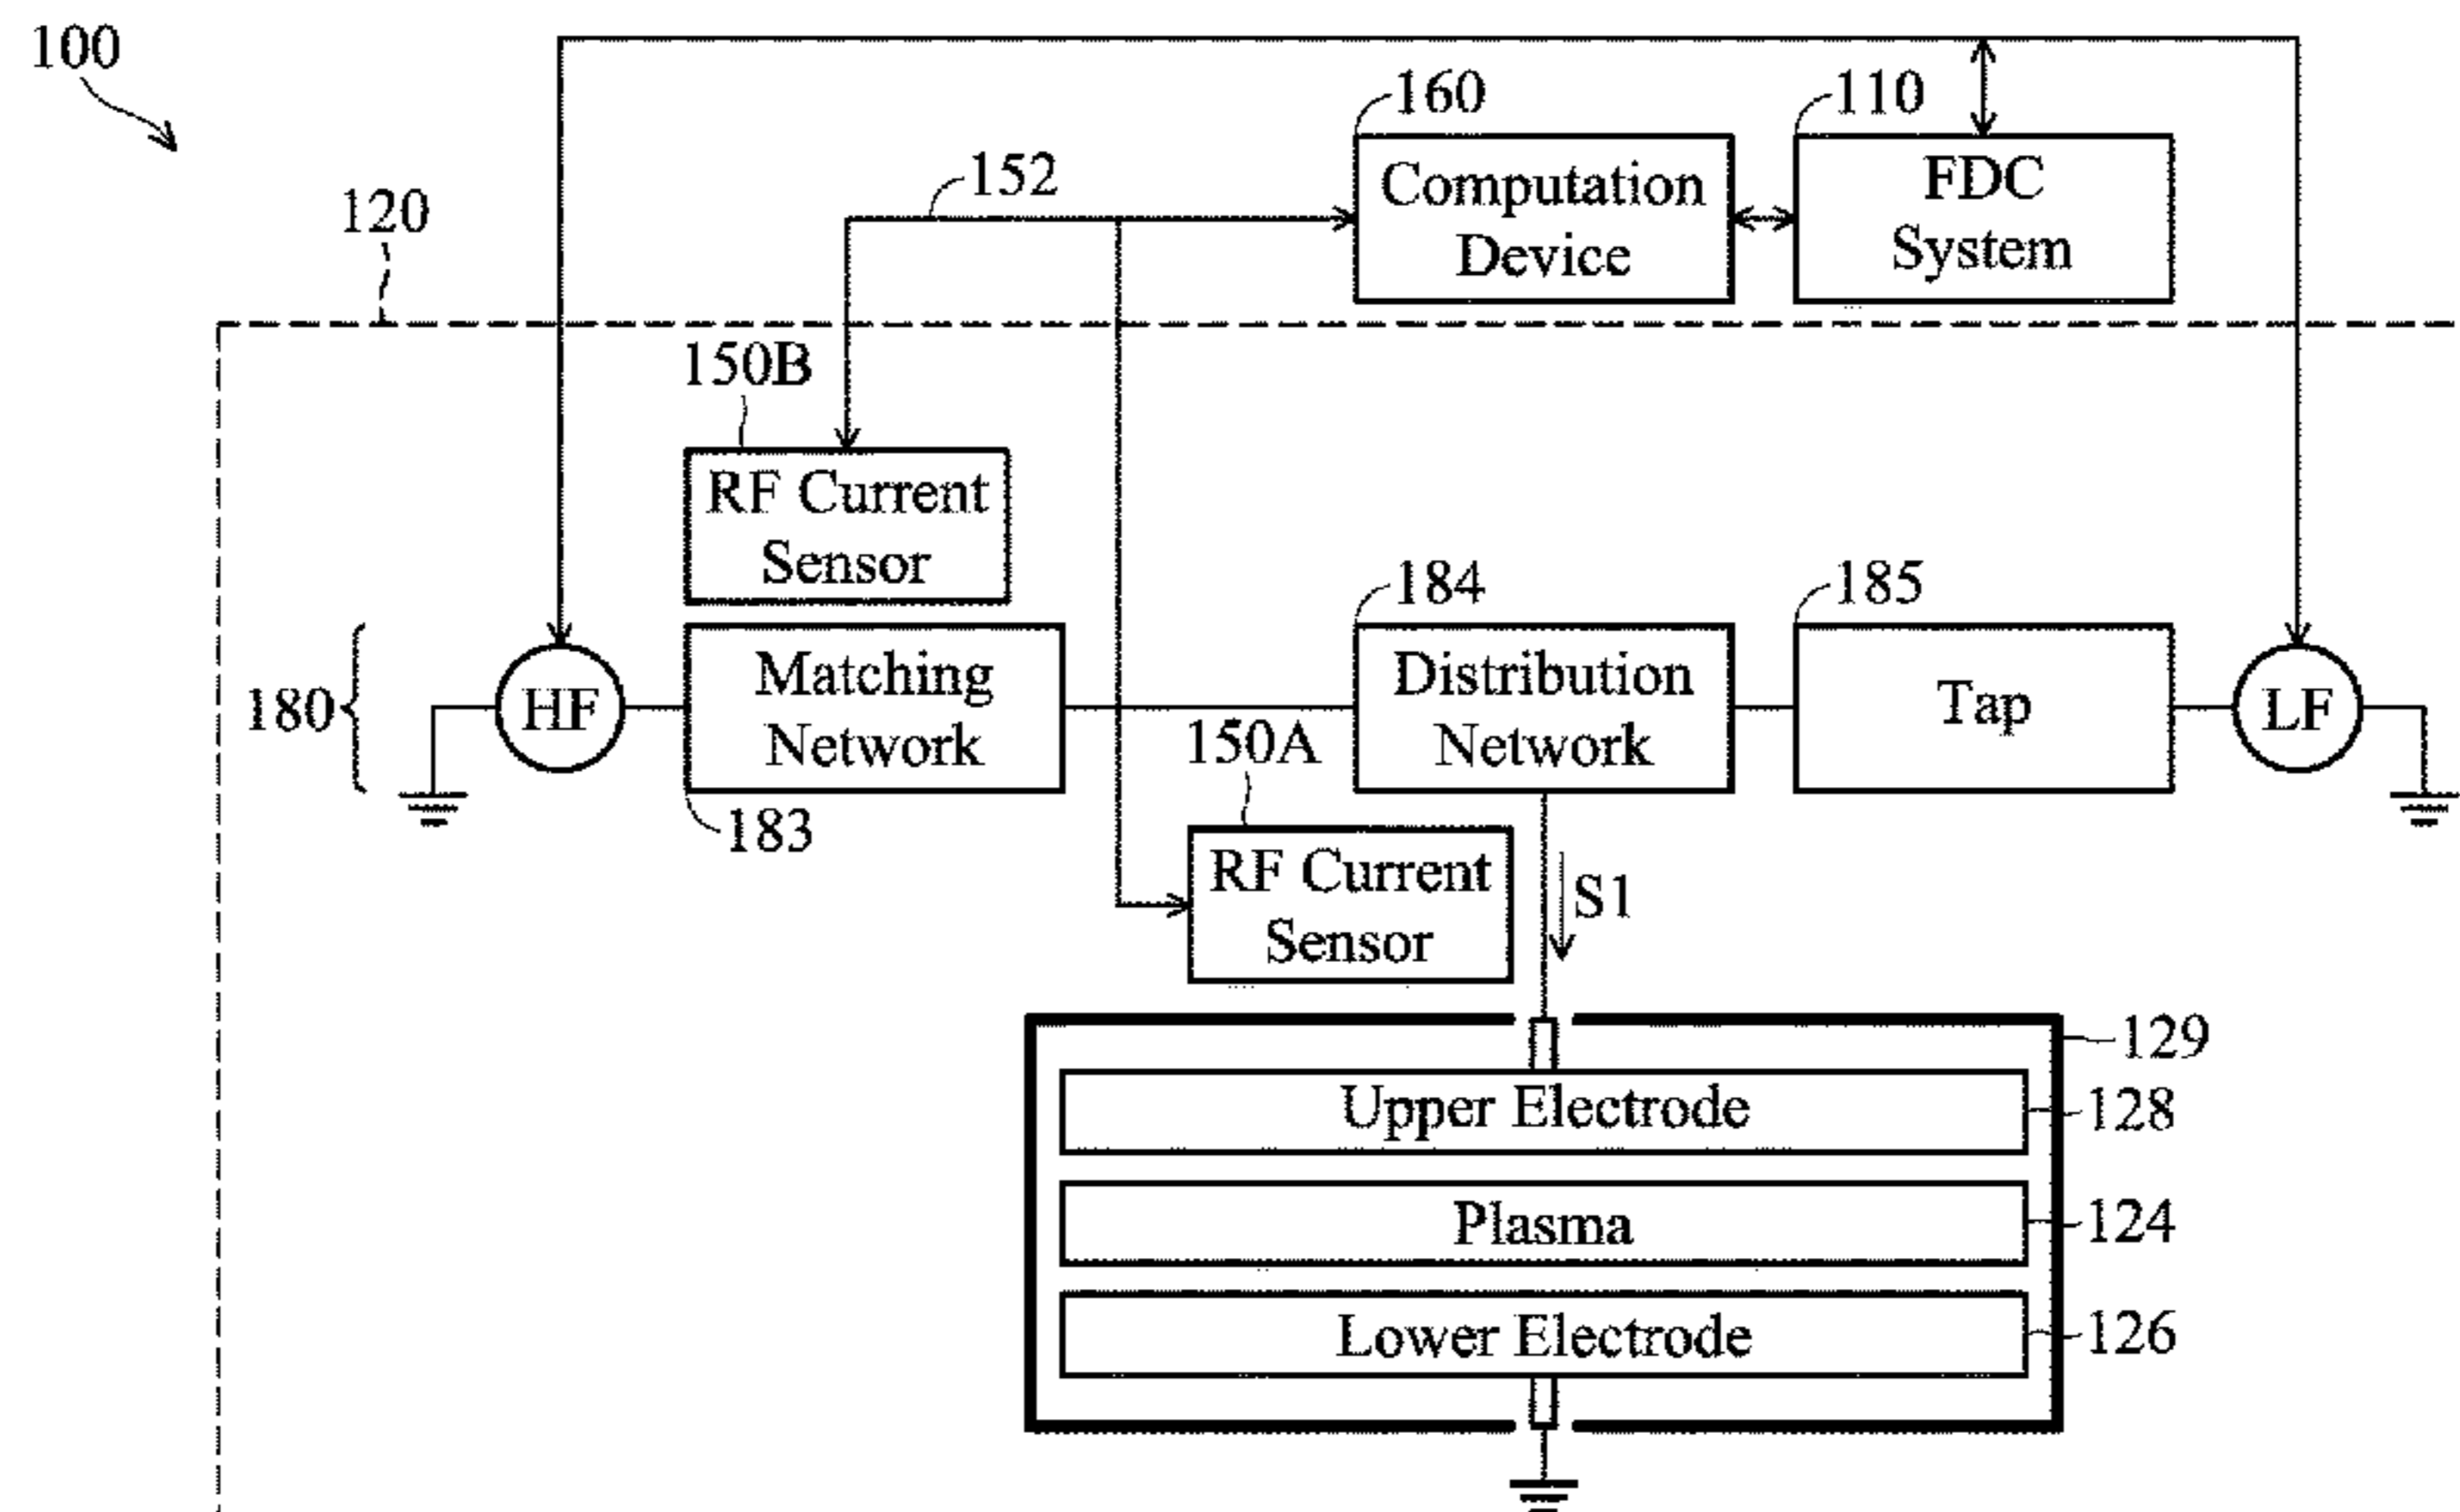 100
160
110
152
Computation
Device
FDC
System
120
150B
RF Current
Sensor
184
185
180
HF
Matching
Network
Distribution
Network
Tap
LF
150A
183
RF Current
Sensor
S1
129
Upper Electrode
128
Plasma
124
Lower Electrode
126